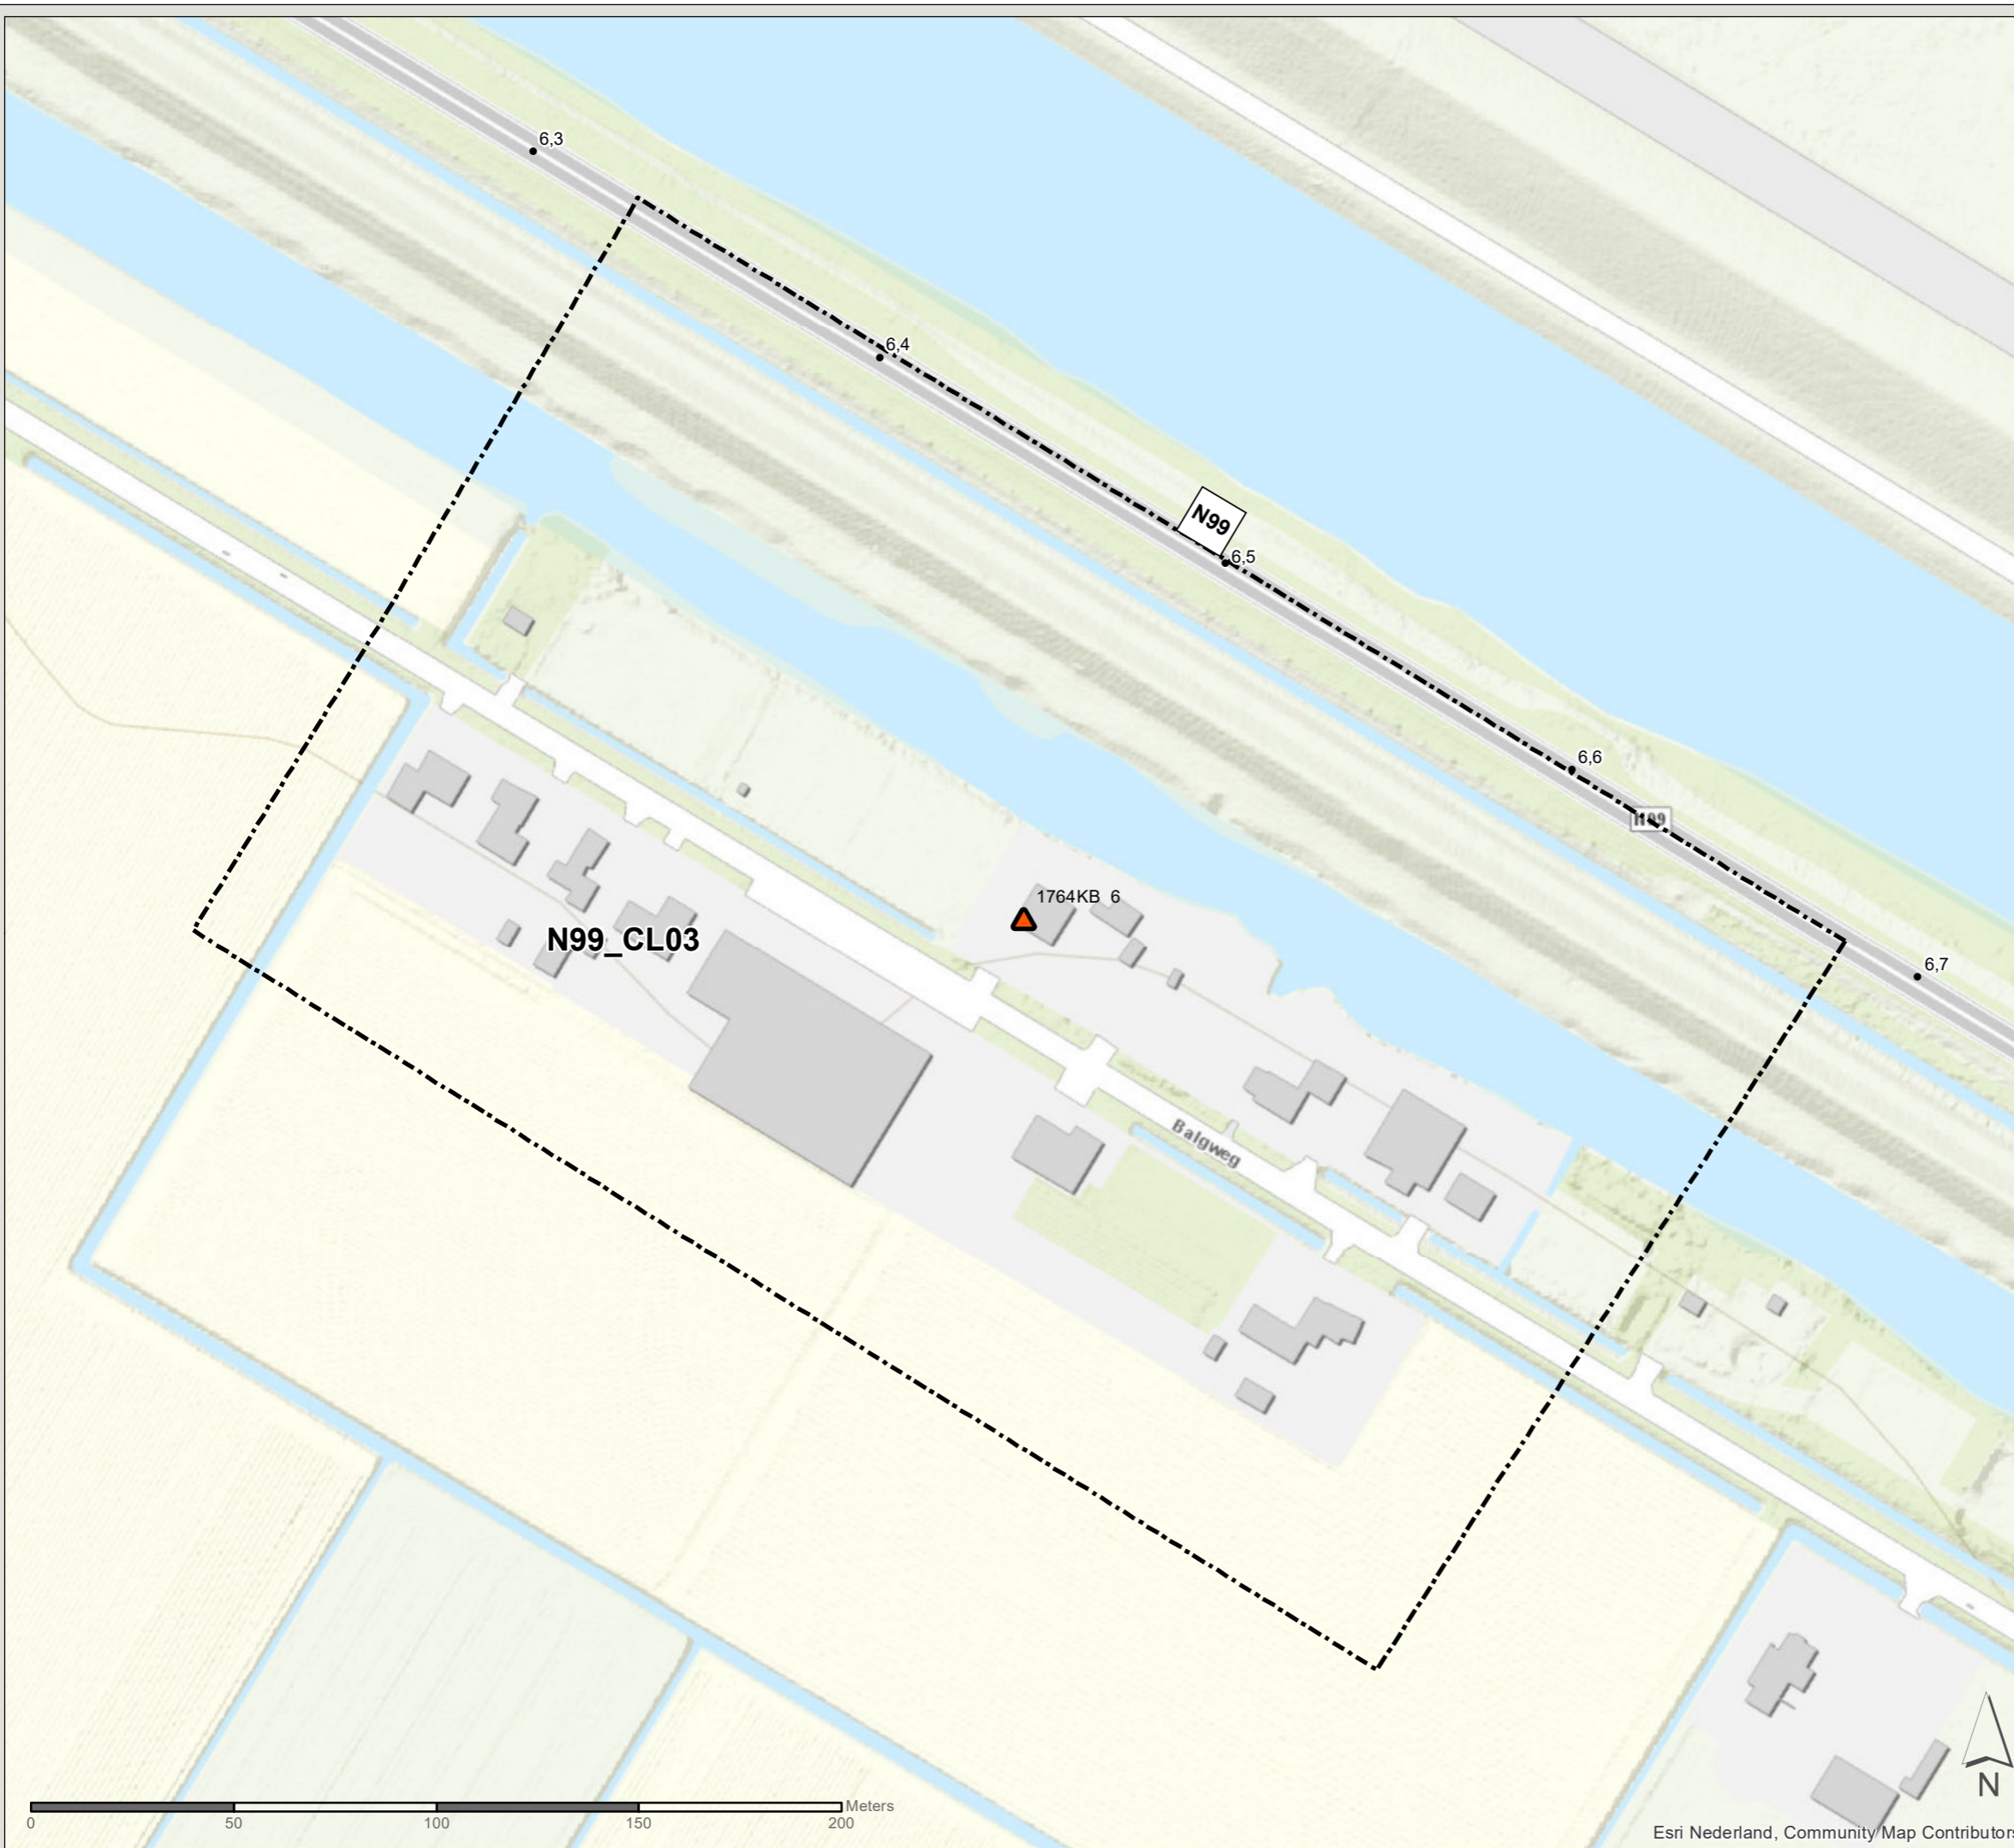 6,3
6,4
N99
6,5
6,6
1764KB 6
N99_CL03
6,7
Balgweg
N
Meters
0 50 100 150 200
Esri Nederland, Community Map Contributors